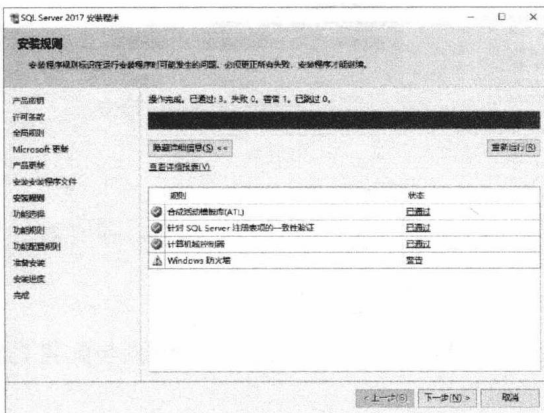 SQL Server 2017 安装程序
安装规则
安装程序规则标识在运行安装程序时可能发生的问题。必须更正所有失败，安装程序才能继续。
产品密钥
许可条款
全局规则
Microsoft 更新
产品更新
安装安装程序文件
安装规则
功能选择
功能规则
功能配置规则
准备安装
安装进度
完成
操作完成。已通过: 3。失败 0。警告 1。已跳过 0。
隐藏详细信息(S) <<
重新运行(R)
查看详细报表(V)
规则 状态
合成活动模板库(ATL) 已通过
针对 SQL Server 注册表项的一致性验证 已通过
计算机域控制器 已通过
Windows 防火墙 警告
< 上一步(B) 下一步(N) > 取消